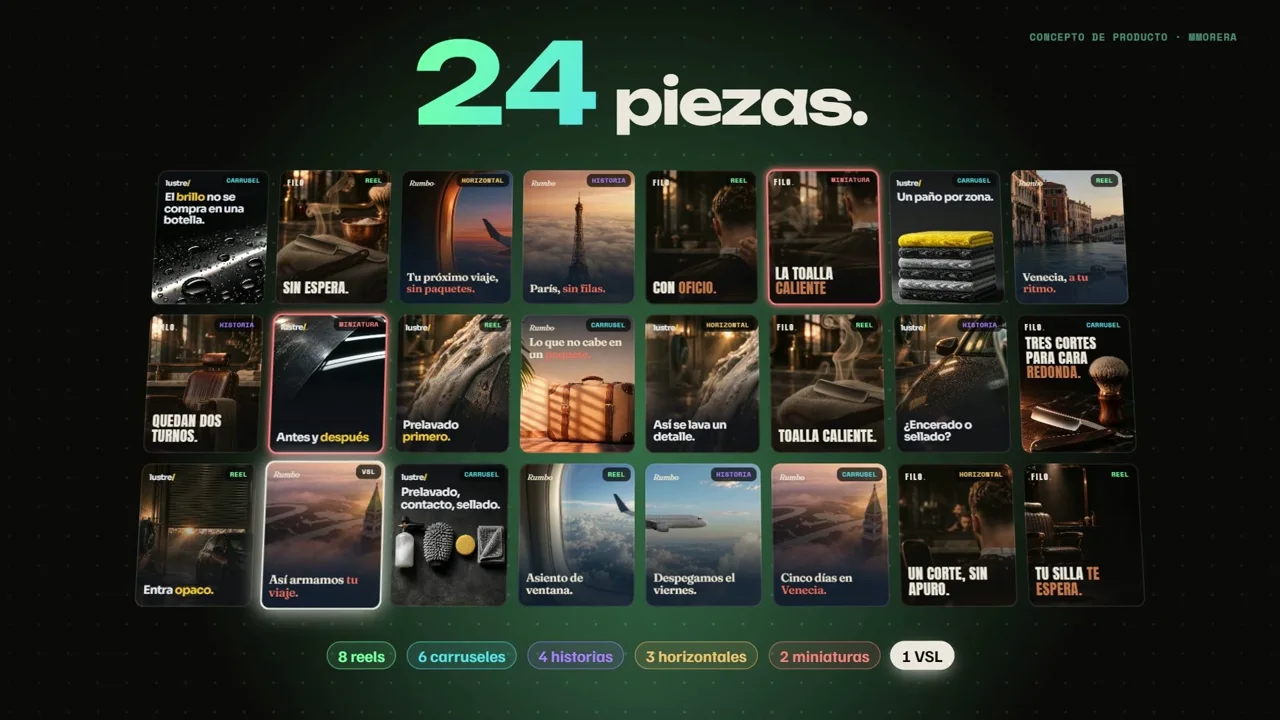 CONCEPTO DE PRODUCTO · MMORERA
24 piezas.
lustre/ CARRUSEL
El brillo no se
compra en una
botella.
FILO. REEL
SIN ESPERA.
Rumbo HORIZONTAL
Tu próximo viaje,
sin paquetes.
Rumbo HISTORIA
París, sin filas.
FILO. REEL
CON OFICIO.
FILO. MINIATURA
LA TOALLA
CALIENTE
lustre/ CARRUSEL
Un paño por zona.
Rumbo REEL
Venecia, a tu
ritmo.
FILO. HISTORIA
QUEDAN DOS
TURNOS.
lustre/ MINIATURA
Antes y después
lustre/ REEL
Prelavado
primero.
Rumbo CARRUSEL
Lo que no cabe en
un paquete.
lustre/ HORIZONTAL
Así se lava un
detalle.
FILO. REEL
TOALLA CALIENTE.
lustre/ HISTORIA
¿Encerado o
sellado?
FILO. CARRUSEL
TRES CORTES
PARA CARA
REDONDA.
lustre/ REEL
Entra opaco.
Rumbo VSL
Así armamos tu
viaje.
lustre/ CARRUSEL
Prelavado,
contacto, sellado.
Rumbo REEL
Asiento de
ventana.
Rumbo HISTORIA
Despegamos el
viernes.
Rumbo CARRUSEL
Cinco días en
Venecia.
FILO. HORIZONTAL
UN CORTE, SIN
APURO.
FILO. REEL
TU SILLA TE
ESPERA.
8 reels 6 carruseles 4 historias 3 horizontales 2 miniaturas 1 VSL